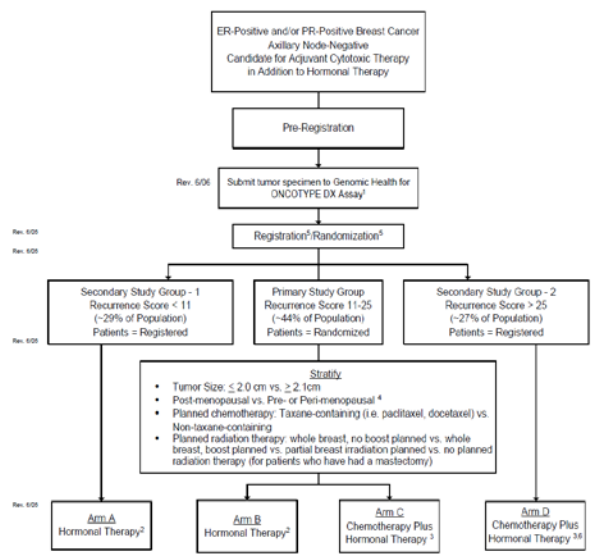 ER-Positive and/or PR-Positive Breast Cancer
Axillary Node-Negative
Candidate for Adjuvant Cytotoxic Therapy
in Addition to Hormonal Therapy
Pre-Registration
Rev. 6/06
Submit tumor specimen to Genomic Health for
ONCOTYPE DX Assay¹
Rev.
Registration⁵/Randomization⁵
Rev.
Secondary Study Group - 1
Recurrence Score < 11
(~29% of Population)
Patients = Registered
Primary Study Group
Recurrence Score 11-25
(~44% of Population)
Patients = Randomized
Secondary Study Group - 2
Recurrence Score > 25
(~27% of Population)
Patients = Registered
Rev.
Stratify
• Tumor Size: ≤ 2.0 cm vs. ≥ 2.1cm
• Post-menopausal vs. Pre- or Peri-menopausal ⁴
• Planned chemotherapy: Taxane-containing (i.e. paclitaxel, docetaxel) vs.
Non-taxane-containing
• Planned radiation therapy: whole breast, no boost planned vs. whole
breast, boost planned vs. partial breast irradiation planned vs. no planned
radiation therapy (for patients who have had a mastectomy)
Rev.
Arm A
Hormonal Therapy²
Arm B
Hormonal Therapy²
Arm C
Chemotherapy Plus
Hormonal Therapy ³
Arm D
Chemotherapy Plus
Hormonal Therapy ³,⁶